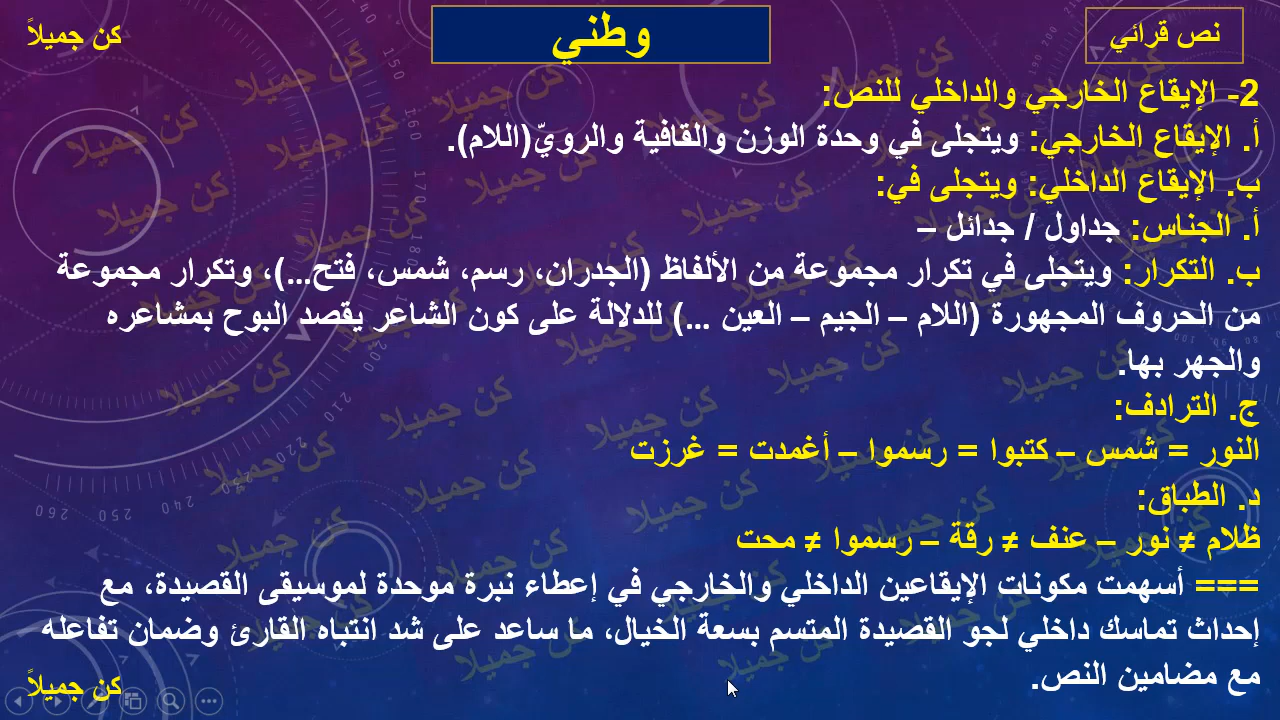 نص قرائي
وطني
كن جميلاً
2- الإيقاع الخارجي والداخلي للنص:
أ. الإيقاع الخارجي: ويتجلى في وحدة الوزن والقافية والرويّ(اللام).
ب. الإيقاع الداخلي: ويتجلى في:
أ. الجناس: جداول / جدائل –
ب. التكرار: ويتجلى في تكرار مجموعة من الألفاظ (الجدران، رسم، شمس، فتح...)، وتكرار مجموعة
من الحروف المجهورة (اللام – الجيم – العين ...) للدلالة على كون الشاعر يقصد البوح بمشاعره
والجهر بها.
ج. الترادف:
النور = شمس – كتبوا = رسموا – أغمدت = غرزت
د. الطباق:
ظلام ≠ نور – عنف ≠ رقة – رسموا ≠ محت
=== أسهمت مكونات الإيقاعين الداخلي والخارجي في إعطاء نبرة موحدة لموسيقى القصيدة، مع
إحداث تماسك داخلي لجو القصيدة المتسم بسعة الخيال، ما ساعد على شد انتباه القارئ وضمان تفاعله
مع مضامين النص.
كن جميلاً